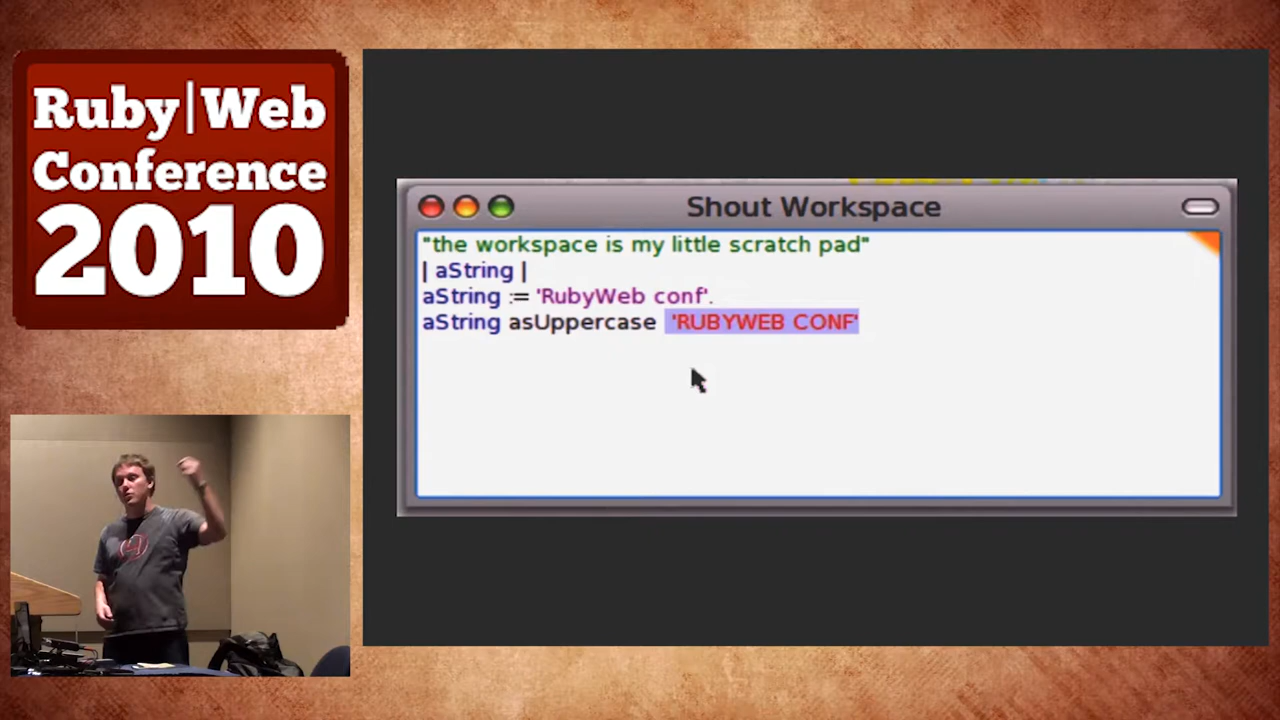 Ruby|Web
Conference
2010
Shout Workspace
"the workspace is my little scratch pad"
| aString |
aString := 'RubyWeb conf'.
aString asUppercase 'RUBYWEB CONF'